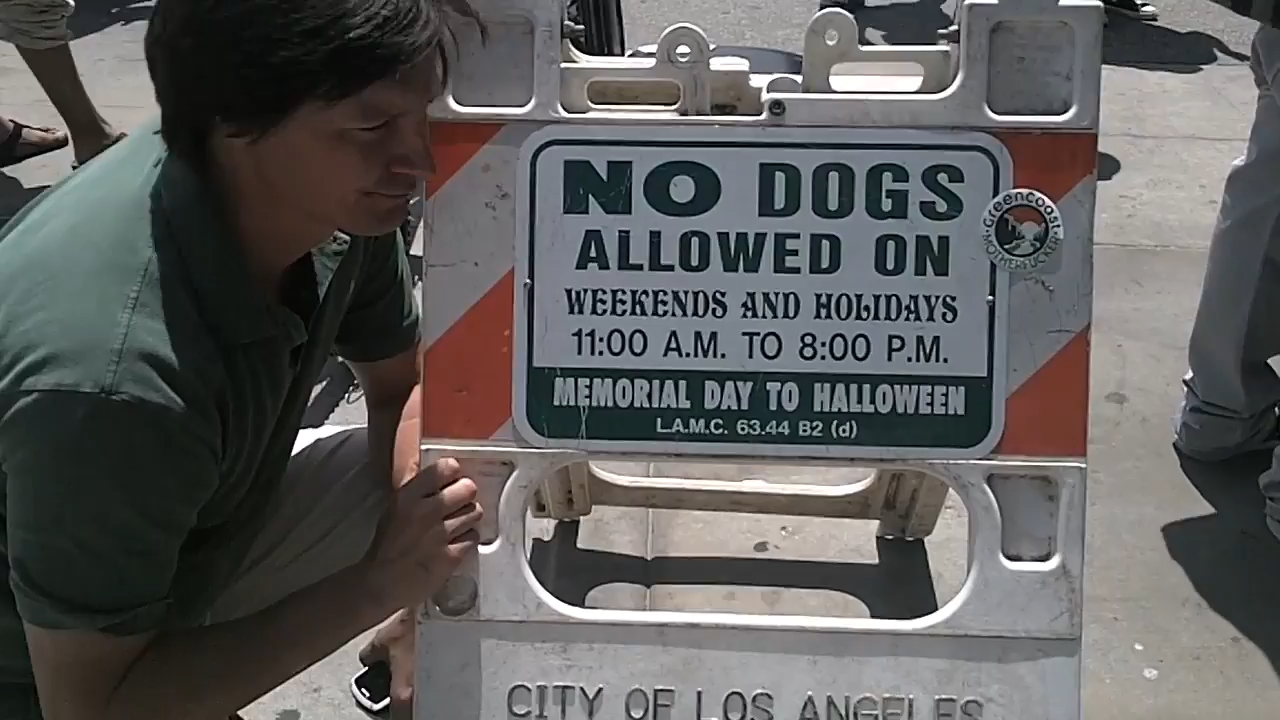 NO DOGS
ALLOWED ON
WEEKENDS AND HOLIDAYS
11:00 A.M. TO 8:00 P.M.
MEMORIAL DAY TO HALLOWEEN
L.A.M.C. 63.44 B2 (d)
Greencoast
MOTHERFUCKER
CITY OF LOS ANGELES